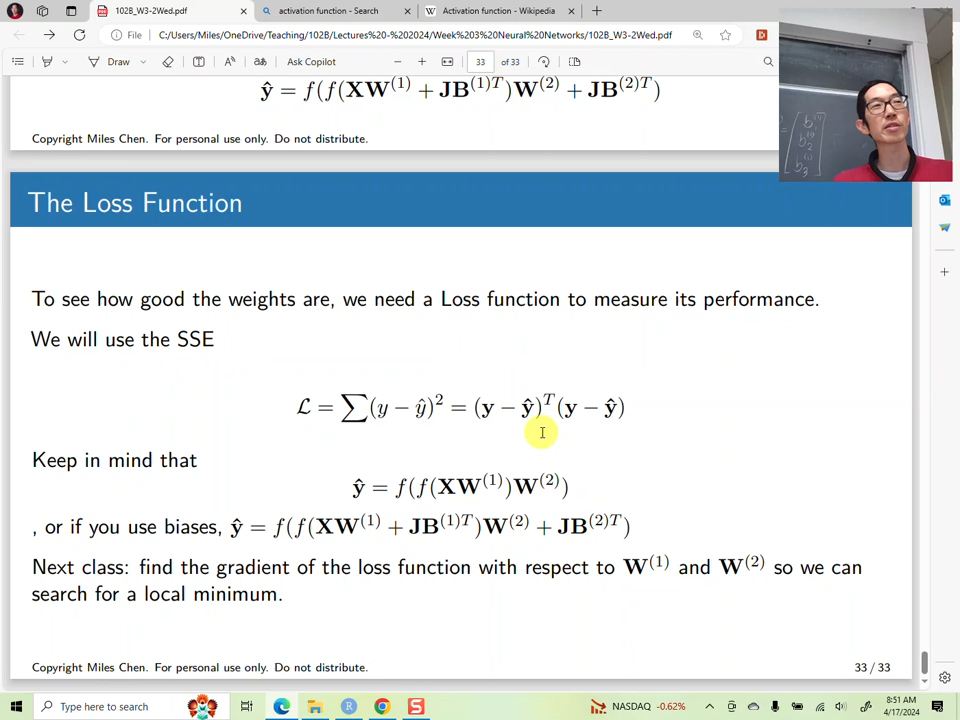 102B_W3-2Wed.pdf
activation function - Search
Activation function - Wikipedia
File
C:/Users/Miles/OneDrive/Teaching/102B/Lectures%20-%202024/Week%203%20Neural%20Networks/102B_W3-2Wed.pdf
Draw
Ask Copilot
33 of 33
ŷ = f(f(XW⁽¹⁾ + JB⁽¹⁾ᵀ)W⁽²⁾ + JB⁽²⁾ᵀ)
Copyright Miles Chen. For personal use only. Do not distribute.
b₂⁽¹⁾
The Loss Function
To see how good the weights are, we need a Loss function to measure its performance.
We will use the SSE
ℒ = ∑(y − ŷ)² = (y − ŷ)ᵀ(y − ŷ)
Keep in mind that
ŷ = f(f(XW⁽¹⁾)W⁽²⁾)
, or if you use biases, ŷ = f(f(XW⁽¹⁾ + JB⁽¹⁾ᵀ)W⁽²⁾ + JB⁽²⁾ᵀ)
Next class: find the gradient of the loss function with respect to W⁽¹⁾ and W⁽²⁾ so we can
search for a local minimum.
Copyright Miles Chen. For personal use only. Do not distribute.
33 / 33
Type here to search
NASDAQ -0.62%
8:51 AM
4/17/2024